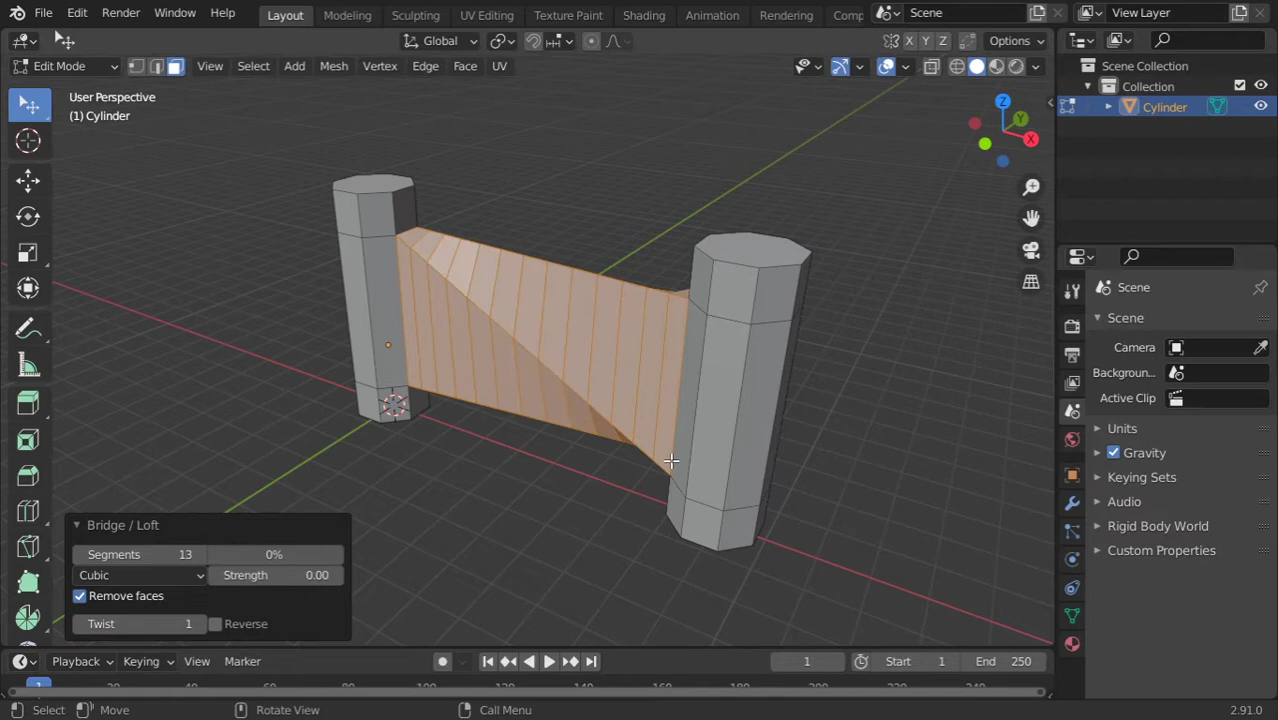 File Edit Render Window Help Layout Modeling Sculpting UV Editing Texture Paint Shading Animation Rendering Comp Scene View Layer
Global X Y Z Options
Edit Mode View Select Add Mesh Vertex Edge Face UV
Scene Collection
Collection
Cylinder
User Perspective
(1) Cylinder
Z
Y
X
Scene
Scene
Camera
Backgroun...
Active Clip
Units
Gravity
Keying Sets
Audio
Rigid Body World
Custom Properties
Bridge / Loft
Segments 13 0%
Cubic Strength 0.00
Remove faces
Twist 1 Reverse
Playback Keying View Marker 1 Start 1 End 250
1
Select Move Rotate View Call Menu 2.91.0